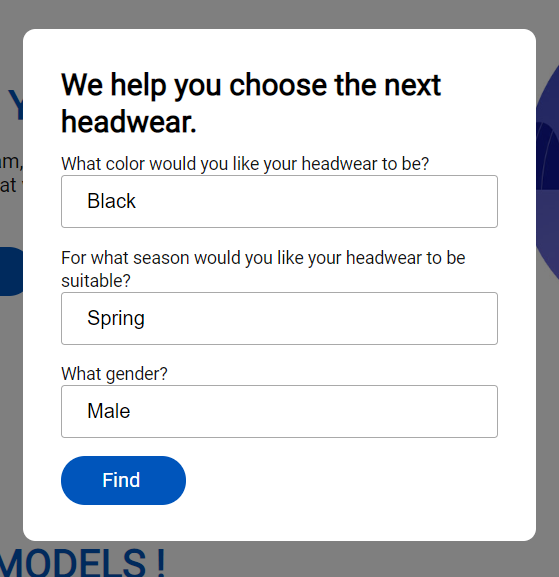 We help you choose the next
headwear.
What color would you like your headwear to be?
Black
For what season would you like your headwear to be
suitable?
Spring
What gender?
Male
Find
MODELS !